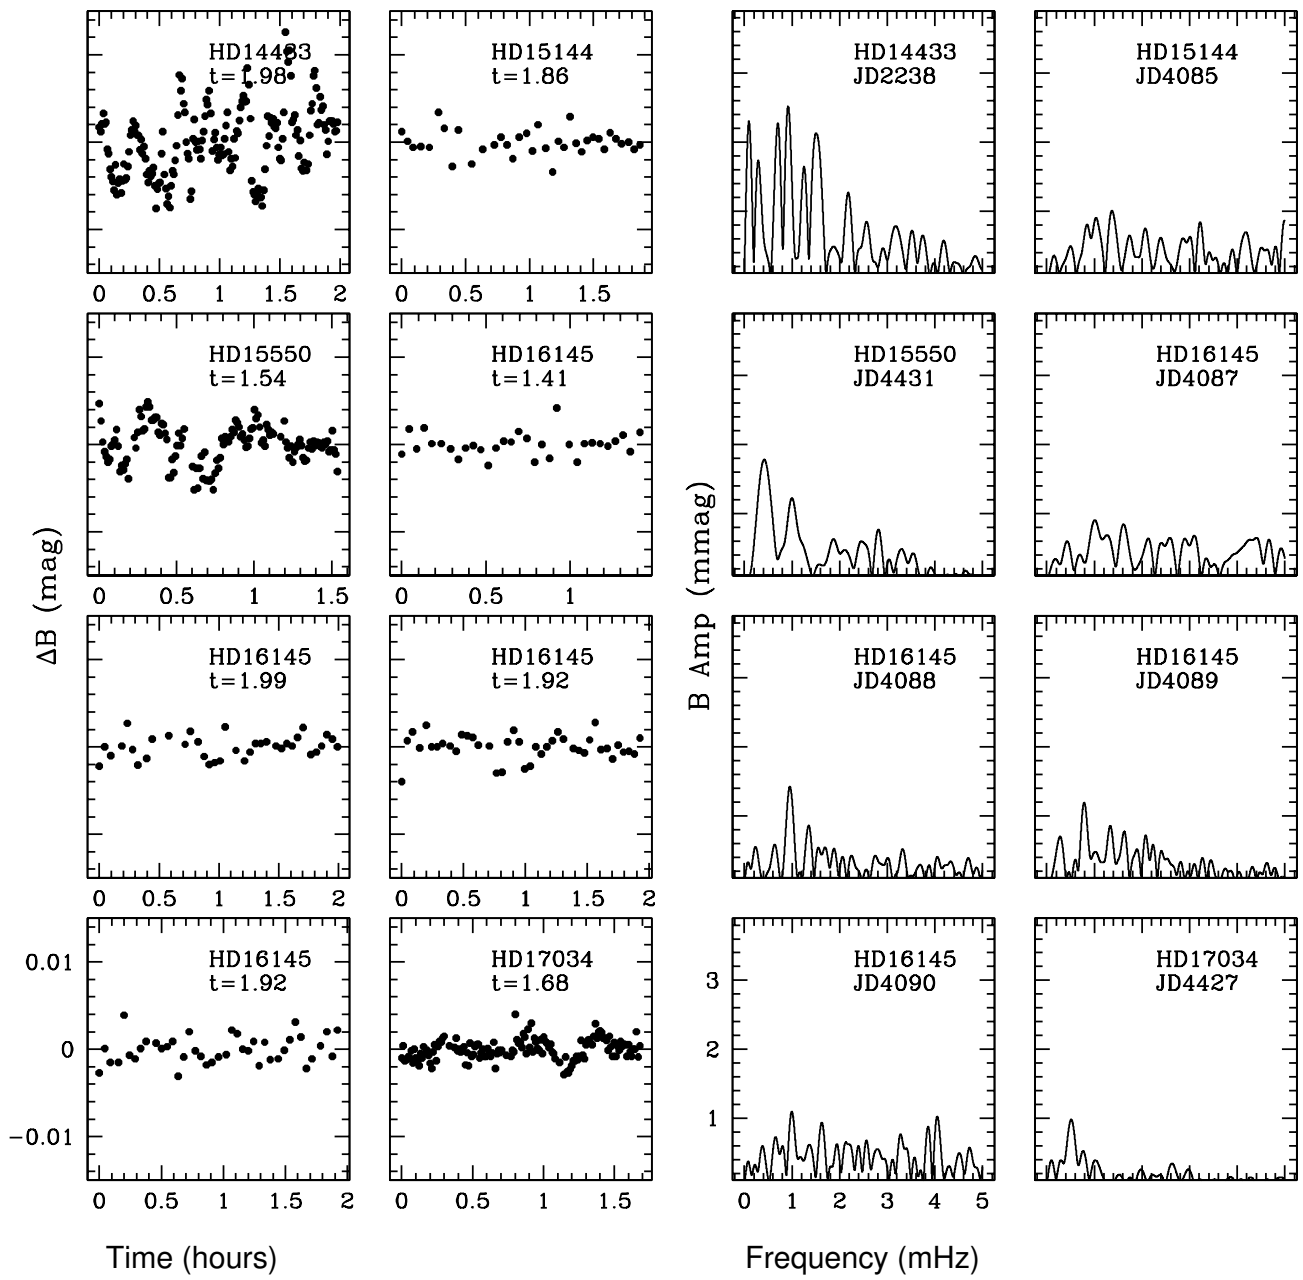 HD14433
t=1.98
0 0.5 1 1.5 2
HD15144
t=1.86
0 0.5 1 1.5
HD14433
JD2238
HD15144
JD4085
HD15550
t=1.54
0 0.5 1 1.5
HD16145
t=1.41
0 0.5 1
HD15550
JD4431
HD16145
JD4087
ΔB (mag)
B Amp (mmag)
HD16145
t=1.99
0 0.5 1 1.5 2
HD16145
t=1.92
0 0.5 1 1.5 2
HD16145
JD4088
HD16145
JD4089
HD16145
t=1.92
0.01
0
−0.01
0 0.5 1 1.5 2
HD17034
t=1.68
0 0.5 1 1.5
HD16145
JD4090
3
2
1
0 1 2 3 4 5
HD17034
JD4427
Time (hours)
Frequency (mHz)